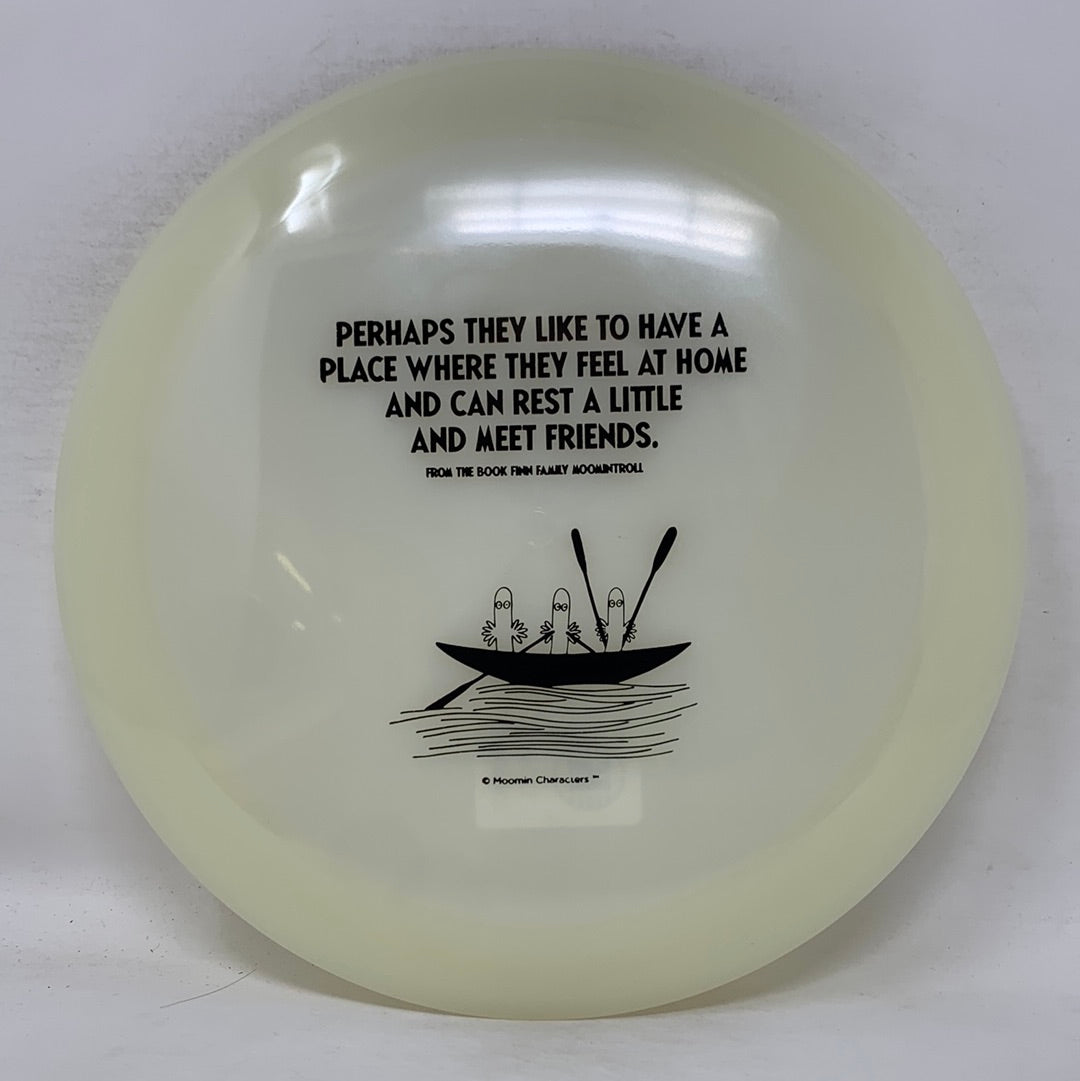 PERHAPS THEY LIKE TO HAVE A
PLACE WHERE THEY FEEL AT HOME
AND CAN REST A LITTLE
AND MEET FRIENDS.
FROM THE BOOK FINN FAMILY MOOMINTROLL
© Moomin Characters ™